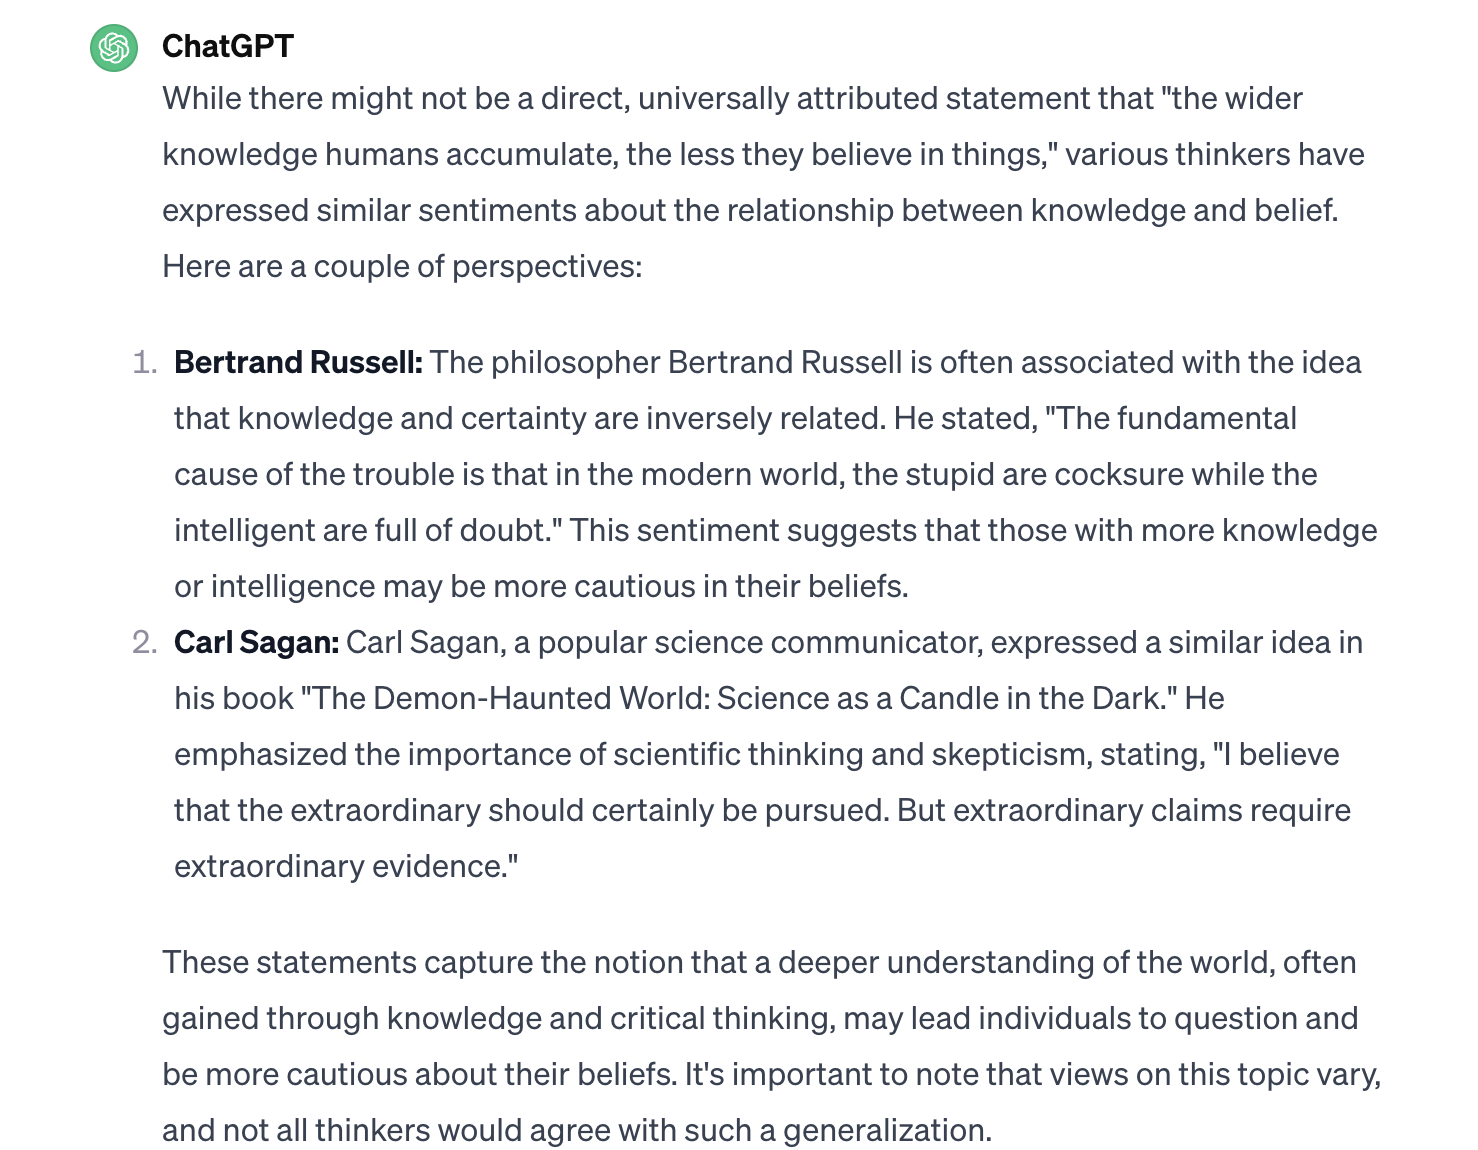 ChatGPT
While there might not be a direct, universally attributed statement that "the wider
knowledge humans accumulate, the less they believe in things," various thinkers have
expressed similar sentiments about the relationship between knowledge and belief.
Here are a couple of perspectives:
1. Bertrand Russell: The philosopher Bertrand Russell is often associated with the idea
that knowledge and certainty are inversely related. He stated, "The fundamental
cause of the trouble is that in the modern world, the stupid are cocksure while the
intelligent are full of doubt." This sentiment suggests that those with more knowledge
or intelligence may be more cautious in their beliefs.
2. Carl Sagan: Carl Sagan, a popular science communicator, expressed a similar idea in
his book "The Demon-Haunted World: Science as a Candle in the Dark." He
emphasized the importance of scientific thinking and skepticism, stating, "I believe
that the extraordinary should certainly be pursued. But extraordinary claims require
extraordinary evidence."
These statements capture the notion that a deeper understanding of the world, often
gained through knowledge and critical thinking, may lead individuals to question and
be more cautious about their beliefs. It's important to note that views on this topic vary,
and not all thinkers would agree with such a generalization.